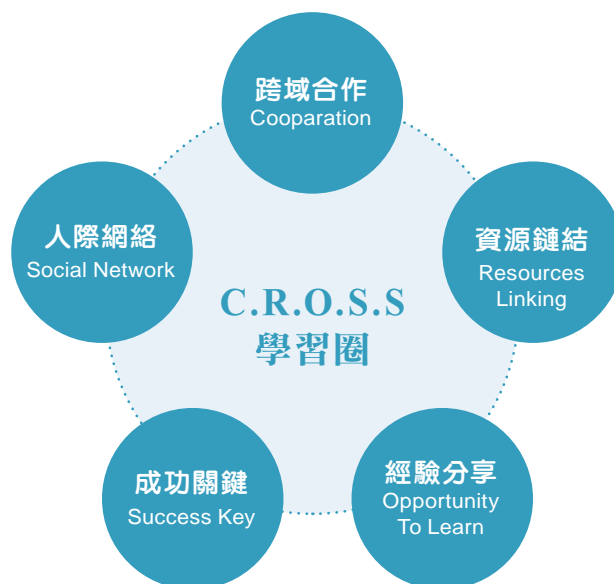 跨域合作
Cooparation
資源鏈結
Resources
Linking
經驗分享
Opportunity
To Learn
成功關鍵
Success Key
人際網絡
Social Network
C.R.O.S.S
學習圈